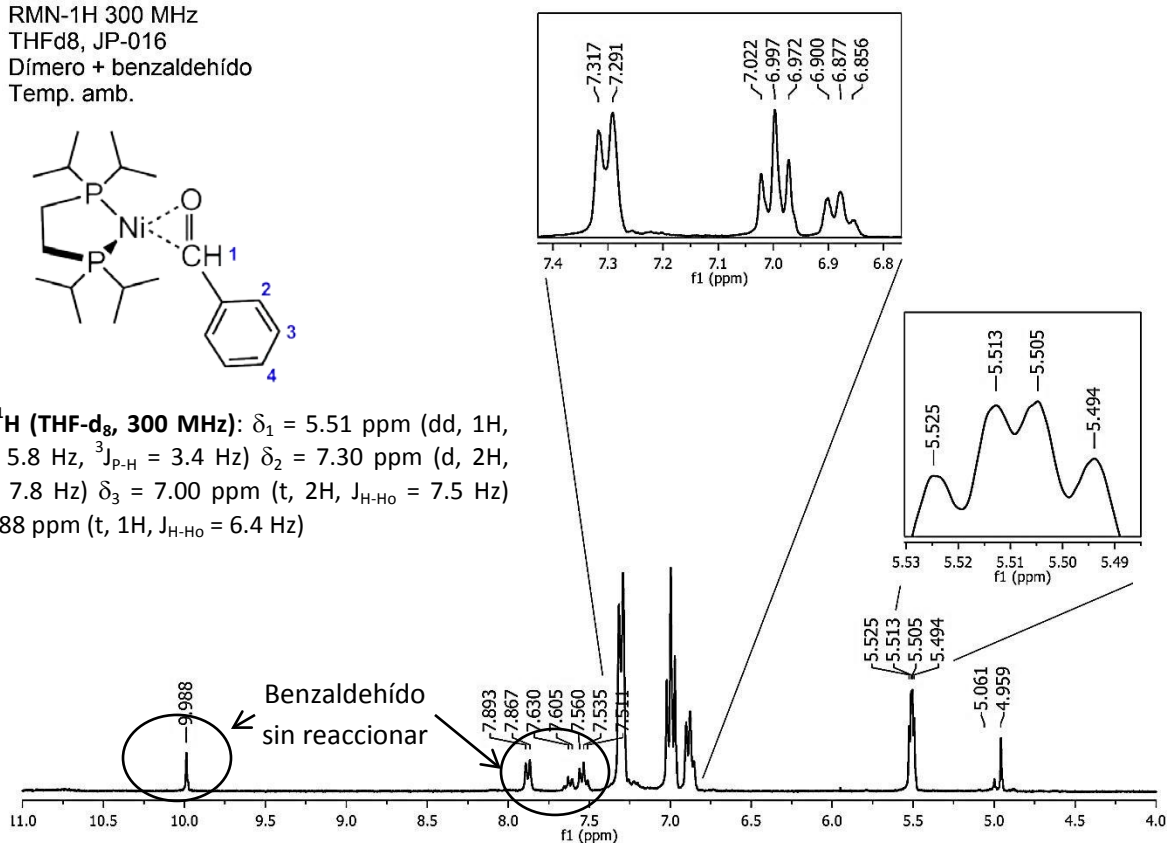 RMN-1H 300 MHz
THFd8, JP-016
Dímero + benzaldehído
Temp. amb.
P
Ni
P
O
CH 1
2
3
4
¹H (THF-d₈, 300 MHz): δ₁ = 5.51 ppm (dd, 1H,
5.8 Hz, ³J_P-H = 3.4 Hz) δ₂ = 7.30 ppm (d, 2H,
7.8 Hz) δ₃ = 7.00 ppm (t, 2H, J_H-Ho = 7.5 Hz)
88 ppm (t, 1H, J_H-Ho = 6.4 Hz)
7.317
7.291
7.022
6.997
6.972
6.900
6.877
6.856
7.4 7.3 7.2 7.1 7.0 6.9 6.8
f1 (ppm)
5.525
5.513
5.505
5.494
5.53 5.52 5.51 5.50 5.49
f1 (ppm)
9.988
Benzaldehído
sin reaccionar
7.893
7.867
7.630
7.605
7.560
7.535
7.511
5.525
5.513
5.505
5.494
5.061
4.959
11.0 10.5 10.0 9.5 9.0 8.5 8.0 7.5 7.0 6.5 6.0 5.5 5.0 4.5 4.0
f1 (ppm)